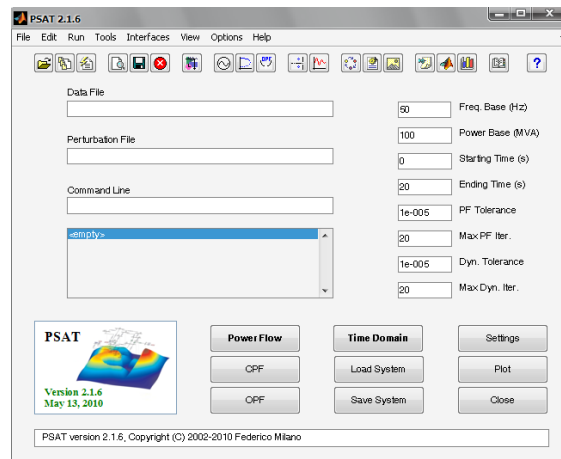 PSAT 2.1.6
File Edit Run Tools Interfaces View Options Help
OPF
?
Data File
50 Freq. Base (Hz)
100 Power Base (MVA)
Perturbation File
0 Starting Time (s)
Command Line
20 Ending Time (s)
1e-005 PF Tolerance
<empty>
20 Max PF Iter.
1e-005 Dyn. Tolerance
20 Max Dyn. Iter.
PSAT
Version 2.1.6
May 13, 2010
Power Flow Time Domain Settings
CPF Load System Plot
OPF Save System Close
PSAT version 2.1.6, Copyright (C) 2002-2010 Federico Milano